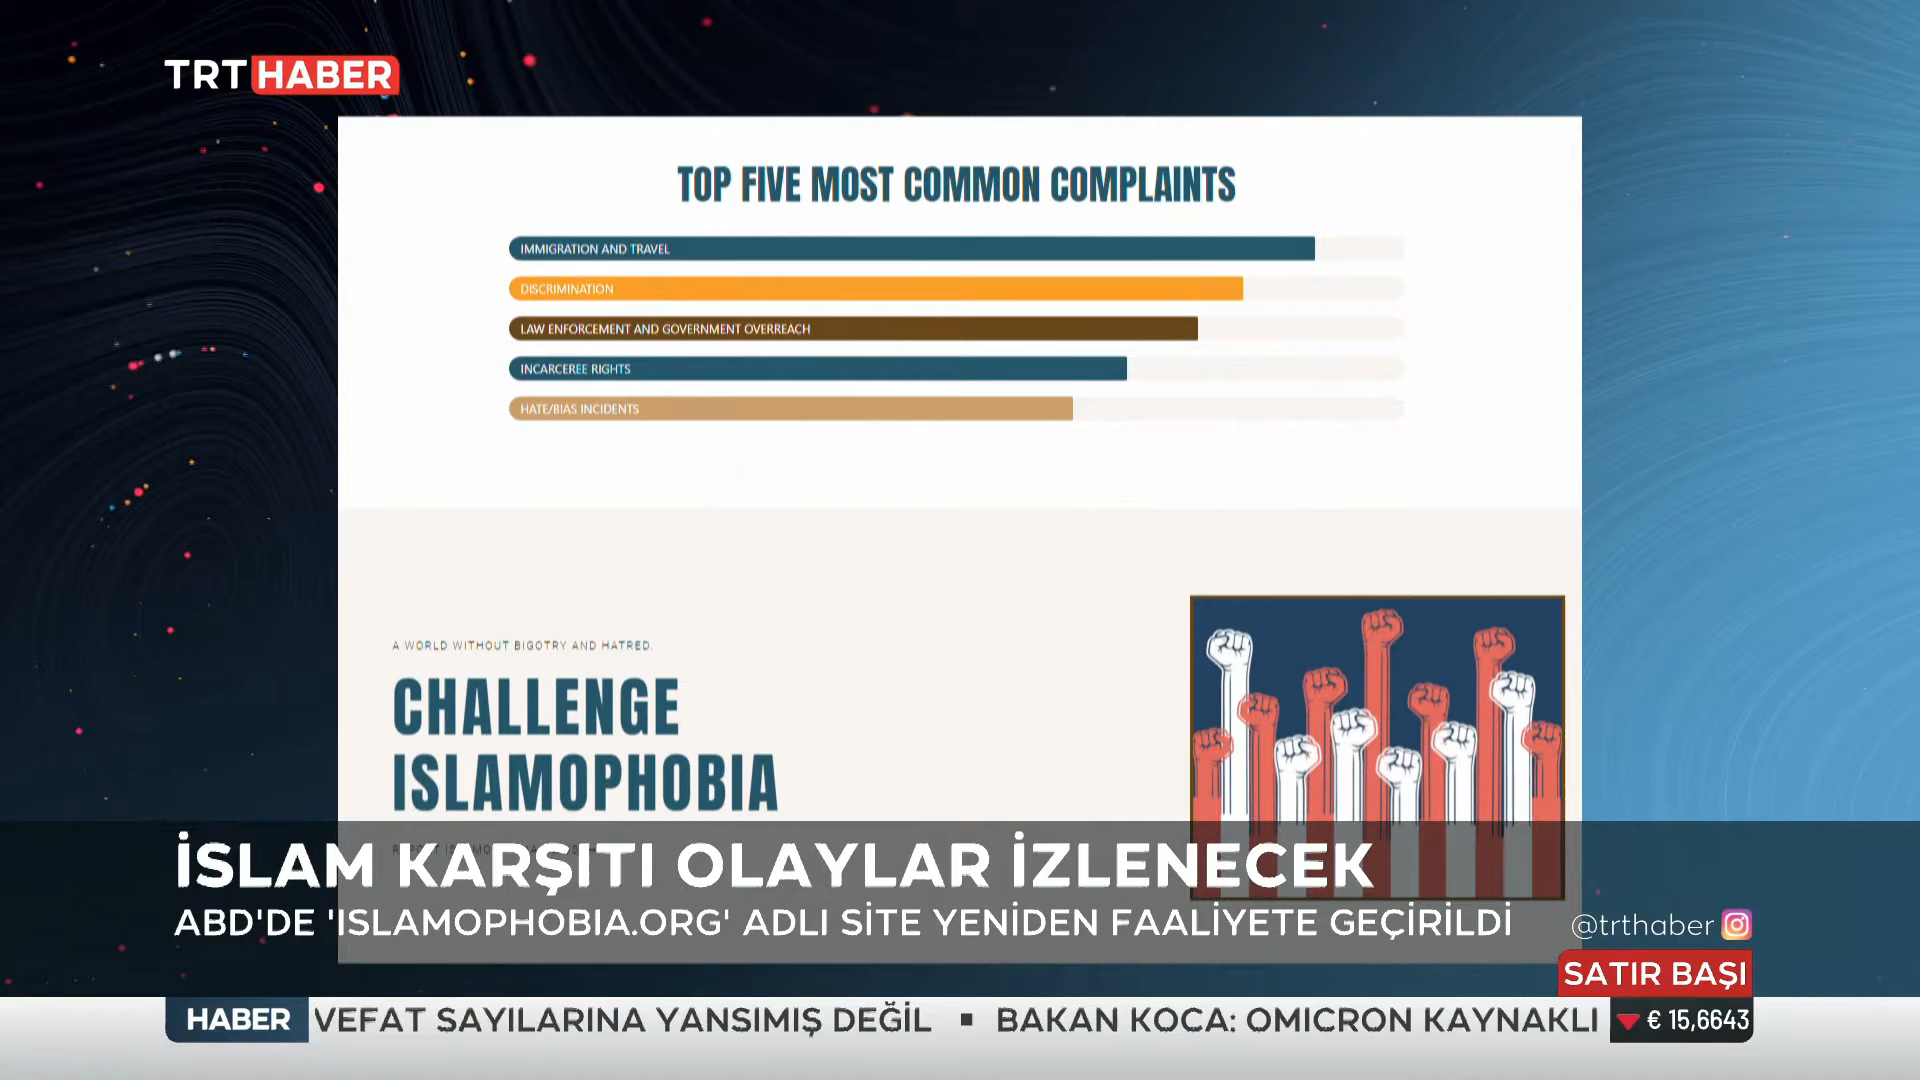 TRT HABER
TOP FIVE MOST COMMON COMPLAINTS
IMMIGRATION AND TRAVEL
DISCRIMINATION
LAW ENFORCEMENT AND GOVERNMENT OVERREACH
INCARCEREE RIGHTS
HATE/BIAS INCIDENTS
A WORLD WITHOUT BIGOTRY AND HATRED.
CHALLENGE
ISLAMOPHOBIA
İSLAM KARŞITI OLAYLAR İZLENECEK
ABD'DE 'ISLAMOPHOBIA.ORG' ADLI SİTE YENİDEN FAALİYETE GEÇİRİLDİ
@trthaber
SATIR BAŞI
HABER VEFAT SAYILARINA YANSIMIŞ DEĞİL ▪ BAKAN KOCA: OMICRON KAYNAKLI
€ 15,6643